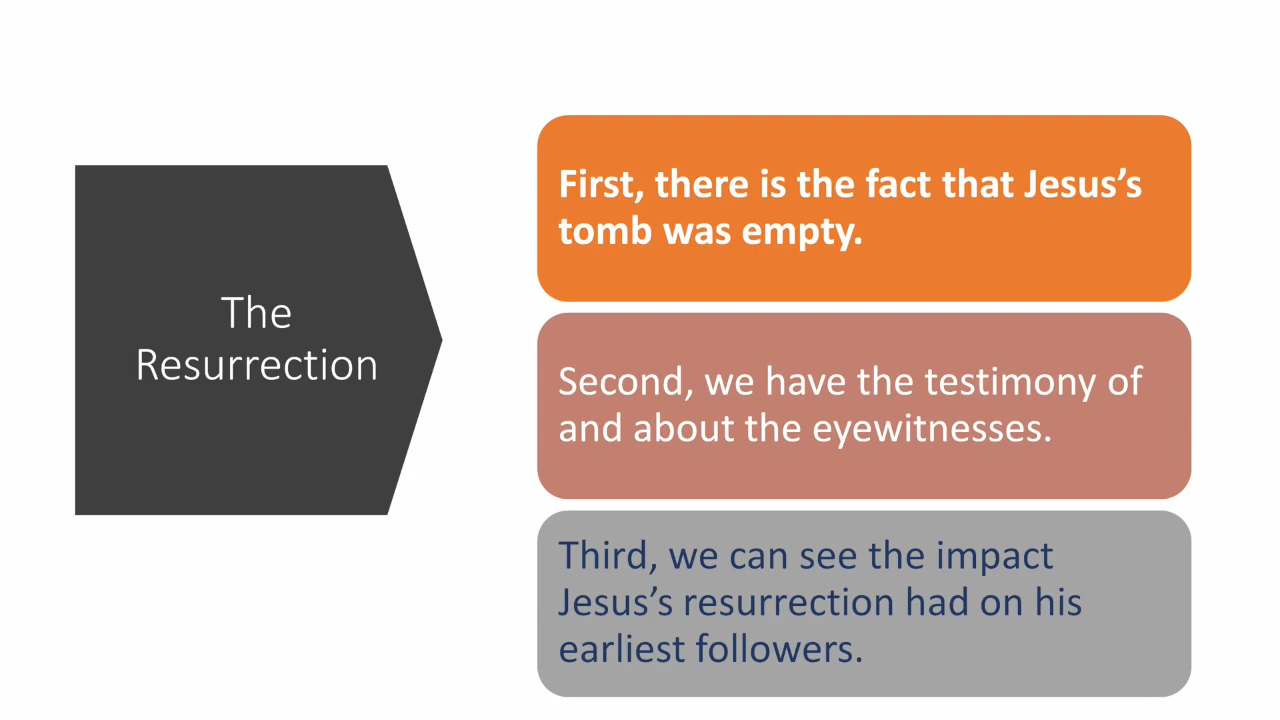 The
Resurrection
First, there is the fact that Jesus’s
tomb was empty.
Second, we have the testimony of
and about the eyewitnesses.
Third, we can see the impact
Jesus’s resurrection had on his
earliest followers.